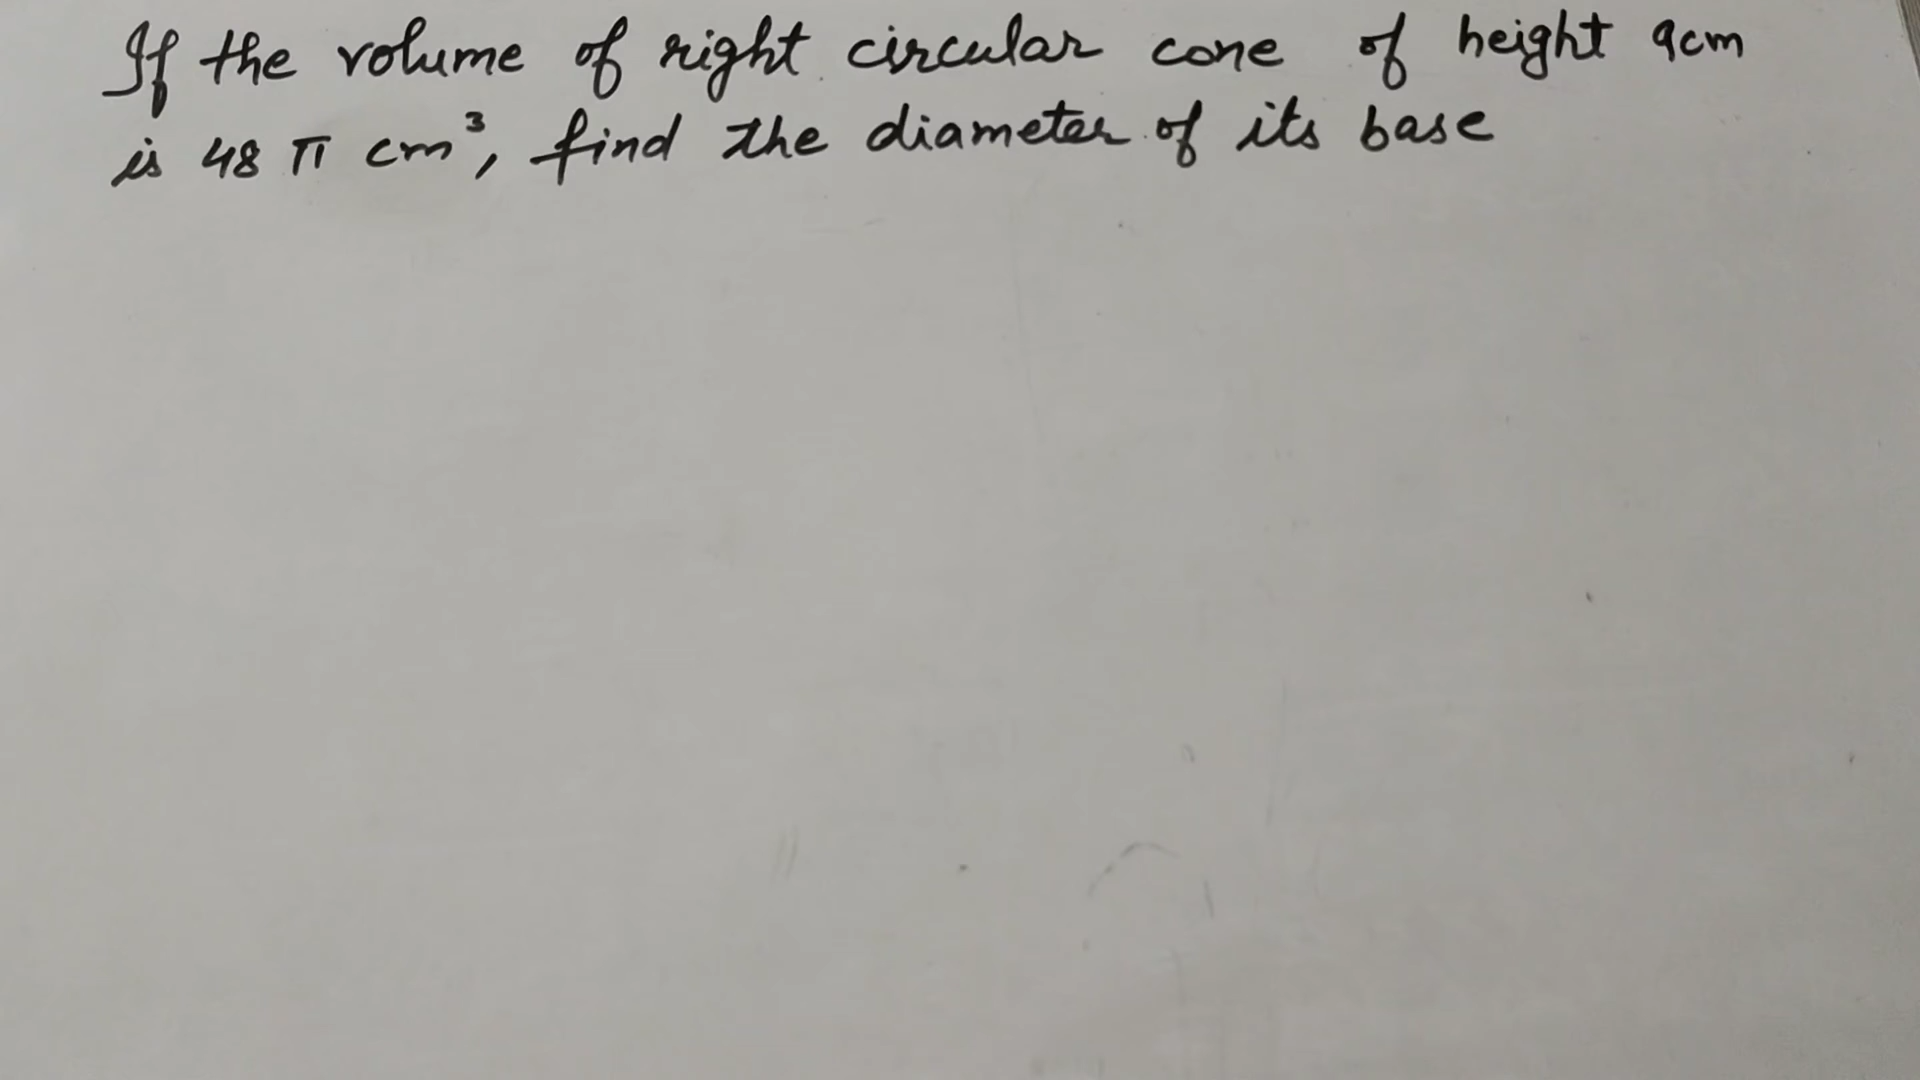 If the volume of right circular cone of height 9cm
is 48 π cm³, find the diameter of its base